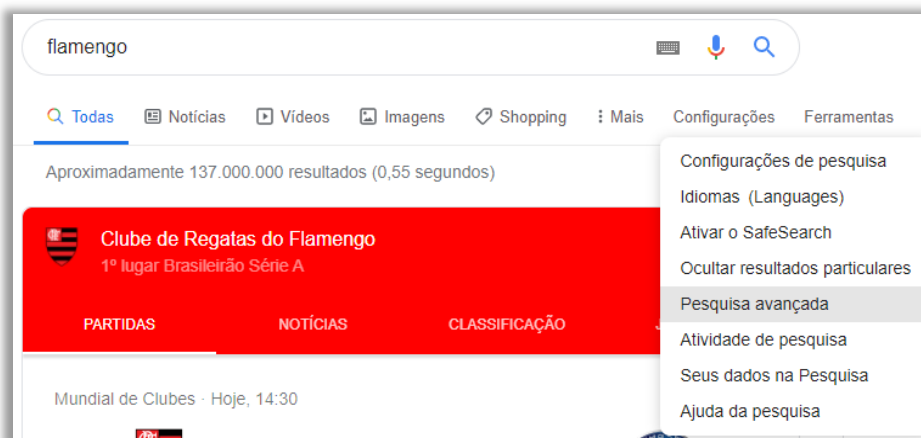 flamengo
Todas Notícias Vídeos Imagens Shopping Mais Configurações Ferramentas
Aproximadamente 137.000.000 resultados (0,55 segundos)
Configurações de pesquisa
Idiomas (Languages)
Ativar o SafeSearch
Ocultar resultados particulares
Pesquisa avançada
Atividade de pesquisa
Seus dados na Pesquisa
Ajuda da pesquisa
Clube de Regatas do Flamengo
1º lugar Brasileirão Série A
PARTIDAS NOTÍCIAS CLASSIFICAÇÃO
Mundial de Clubes · Hoje, 14:30